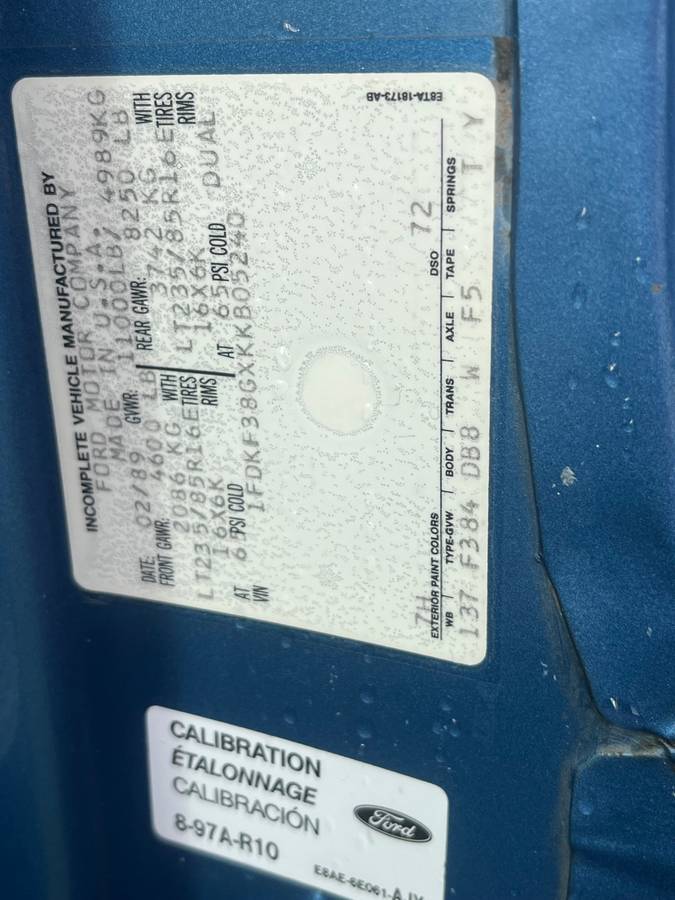 INCOMPLETE VEHICLE MANUFACTURED BY
FORD MOTOR COMPANY
MADE IN U.S.A.
DATE: 02/89 GVWR: 11000LB/ 4989KG
FRONT GAWR: 4600 LB REAR GAWR: 8250 LB
2086 KG WITH 3742 KG WITH
LT235/85R16E TIRES LT235/85R16E TIRES
16X6K RIMS 16X6K RIMS
AT PSI COLD AT 65 PSI COLD DUAL
VIN 1FDKF38GXKKB05240
7H
EXTERIOR PAINT COLORS DSO 72
WB TYPE-GVW BODY TRANS AXLE TAPE SPRINGS
137 F384 DB8 W F5 T Y
E8TA-18173-AB
CALIBRATION
ÉTALONNAGE
CALIBRACIÓN
8-97A-R10
Ford
E8AE-6E061-A